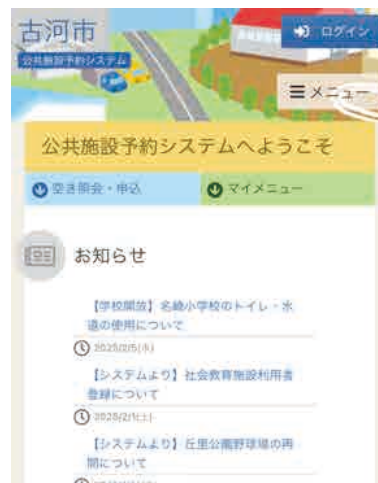 古河市
公共施設予約システム
ログイン
メニュー
公共施設予約システムへようこそ
空き照会・申込
マイメニュー
お知らせ
【学校開放】名崎小学校のトイレ・水
道の使用について
2025/2/5(水)
【システムより】社会教育施設利用者
登録について
2025/2/1(土)
【システムより】丘里公園野球場の再
開について